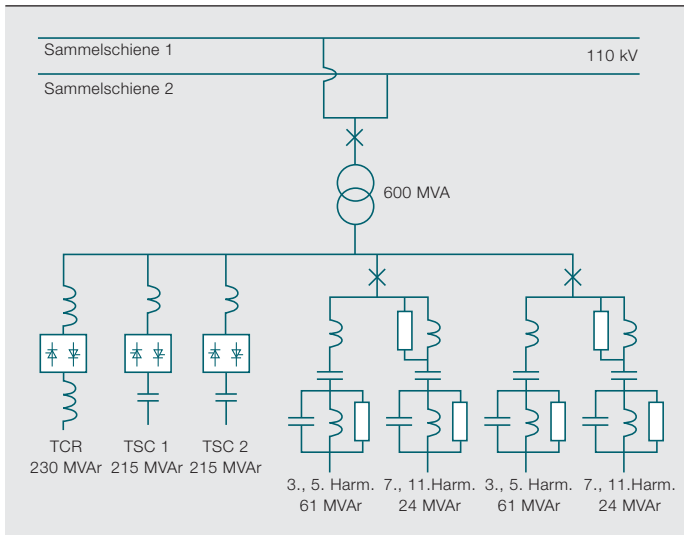 Sammelschiene 1
110 kV
Sammelschiene 2
600 MVA
TCR
230 MVAr
TSC 1
215 MVAr
TSC 2
215 MVAr
3., 5. Harm.
61 MVAr
7., 11.Harm.
24 MVAr
3., 5. Harm.
61 MVAr
7., 11.Harm.
24 MVAr